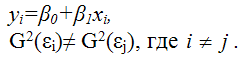 yᵢ=β₀+β₁xᵢ,
G²(εᵢ)≠ G²(εⱼ), где i ≠ j .